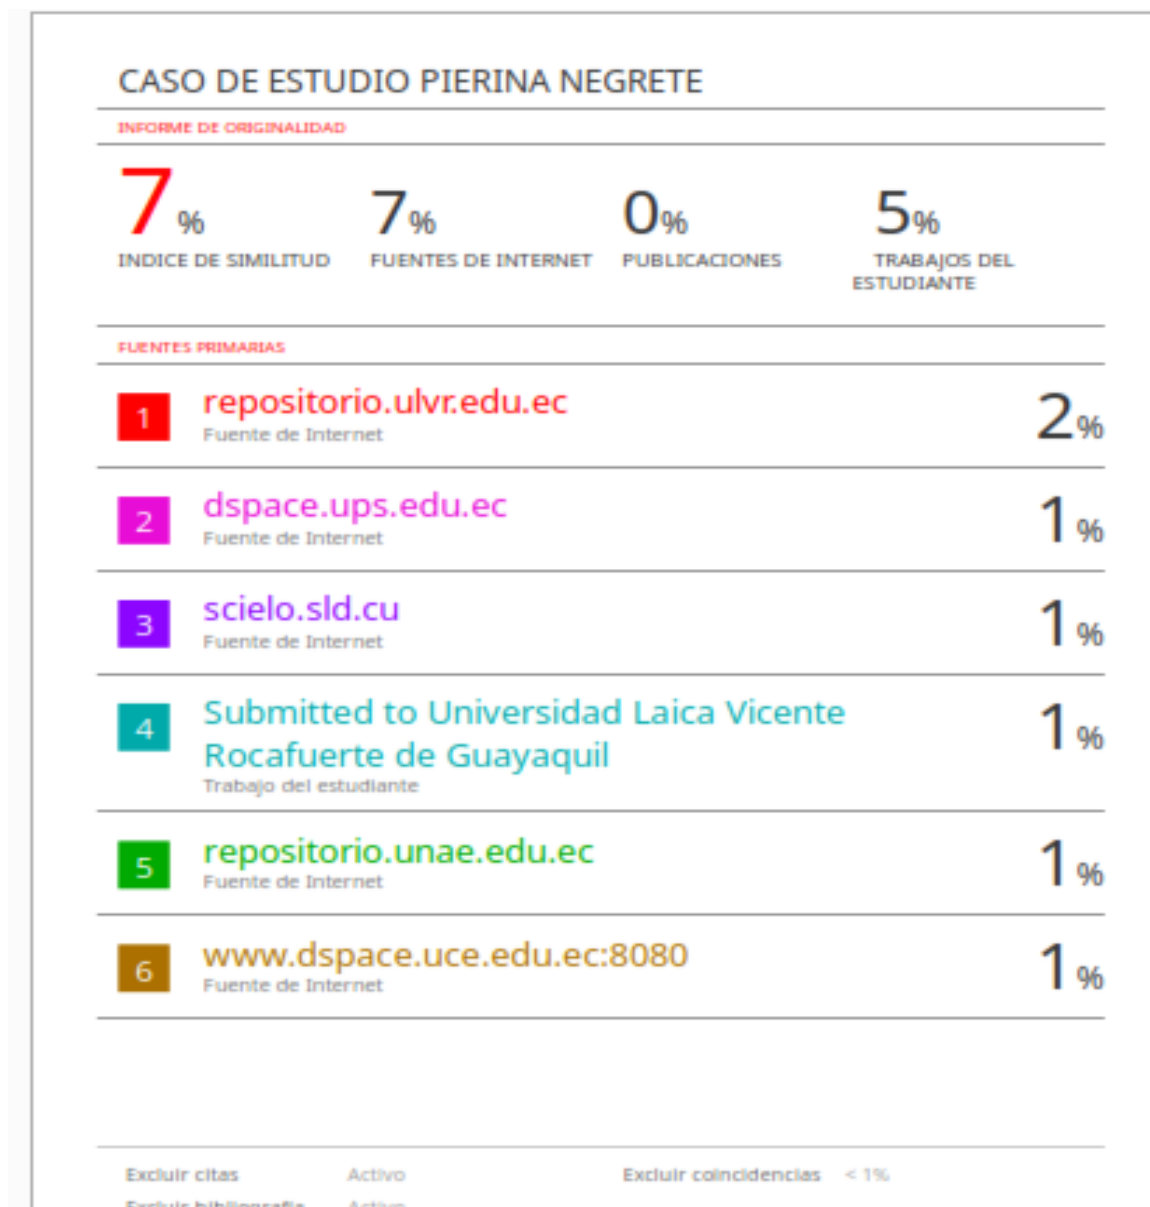 CASO DE ESTUDIO PIERINA NEGRETE
INFORME DE ORIGINALIDAD
7% 7% 0% 5%
INDICE DE SIMILITUD FUENTES DE INTERNET PUBLICACIONES TRABAJOS DEL
ESTUDIANTE
FUENTES PRIMARIAS
1 repositorio.ulvr.edu.ec 2%
Fuente de Internet
2 dspace.ups.edu.ec 1%
Fuente de Internet
3 scielo.sld.cu 1%
Fuente de Internet
4 Submitted to Universidad Laica Vicente 1%
Rocafuerte de Guayaquil
Trabajo del estudiante
5 repositorio.unae.edu.ec 1%
Fuente de Internet
6 www.dspace.uce.edu.ec:8080 1%
Fuente de Internet
Excluir citas Activo Excluir coincidencias < 1%
Excluir bibliografía Activo